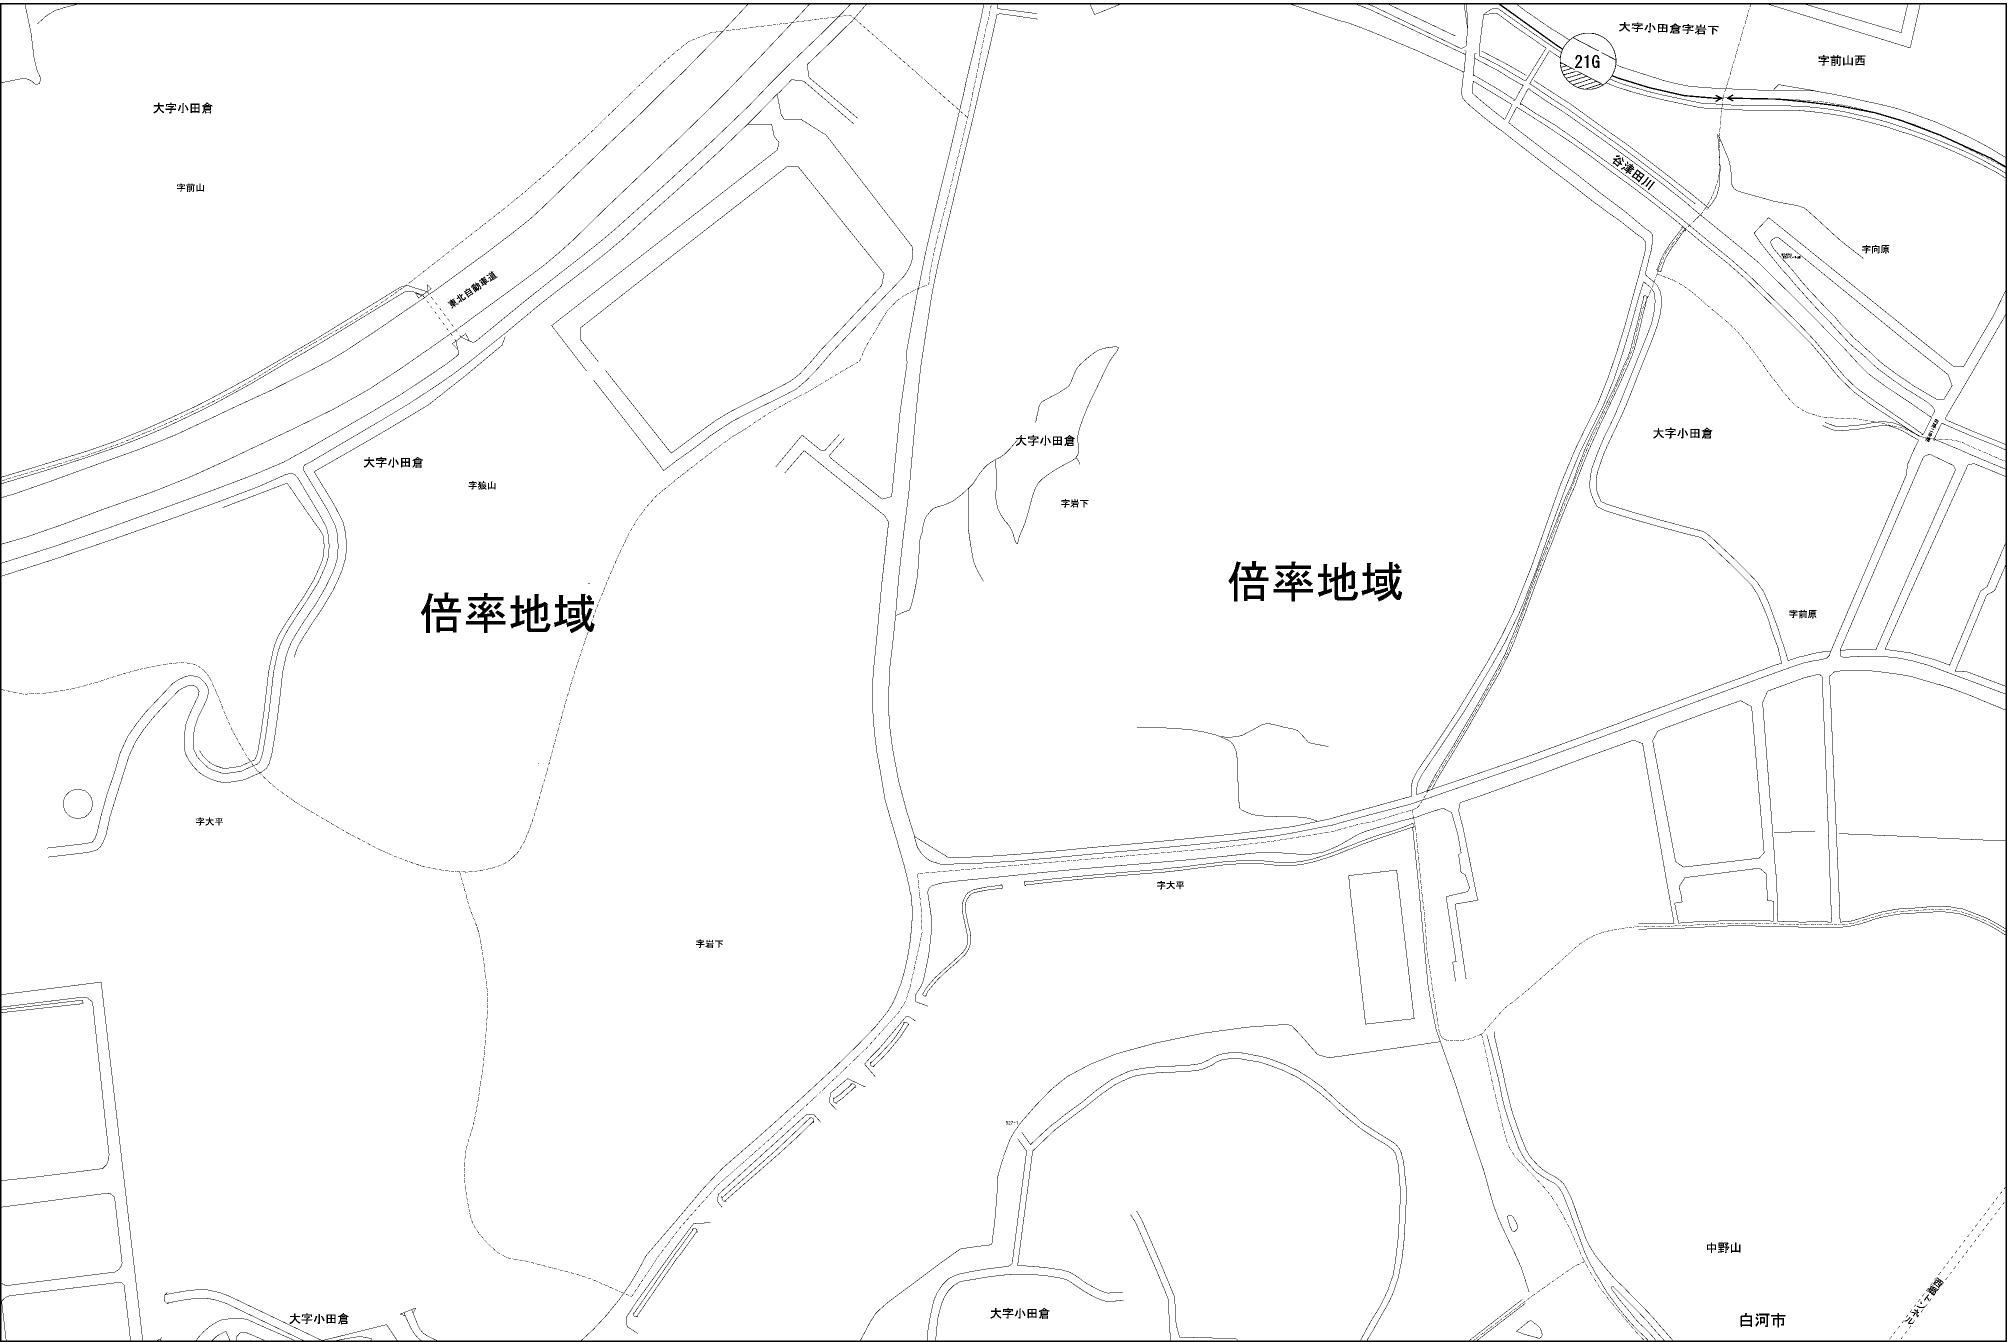 大字小田倉字岩下
21G
字前山西
大字小田倉
字前山
谷津田川
字向原
東北自動車道
大字小田倉
大字小田倉
大字小田倉
字狼山
字岩下
倍率地域
倍率地域
字前原
字大平
字大平
字岩下
527-1
中野山
大字小田倉
大字小田倉
白河市